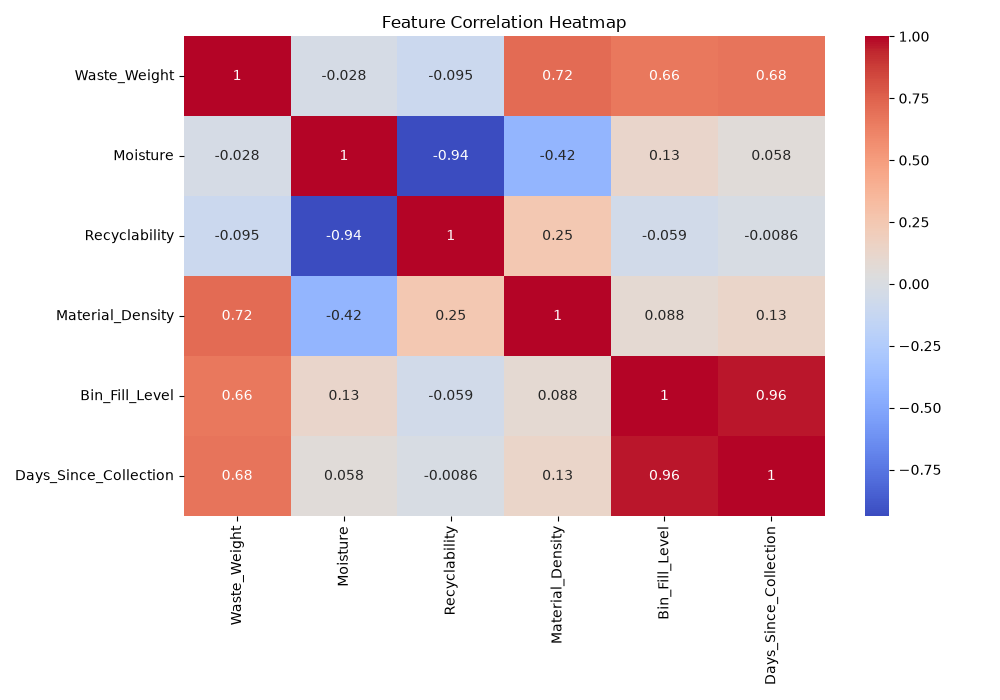 Feature Correlation Heatmap
Waste_Weight 1 -0.028 -0.095 0.72 0.66 0.68
Moisture -0.028 1 -0.94 -0.42 0.13 0.058
Recyclability -0.095 -0.94 1 0.25 -0.059 -0.0086
Material_Density 0.72 -0.42 0.25 1 0.088 0.13
Bin_Fill_Level 0.66 0.13 -0.059 0.088 1 0.96
Days_Since_Collection 0.68 0.058 -0.0086 0.13 0.96 1
Waste_Weight
Moisture
Recyclability
Material_Density
Bin_Fill_Level
Days_Since_Collection
1.00
0.75
0.50
0.25
0.00
−0.25
−0.50
−0.75